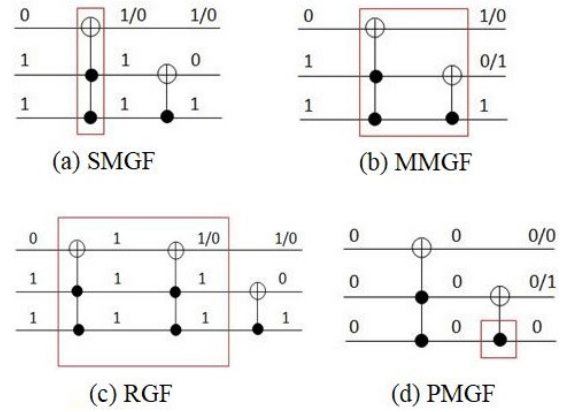 0 1/0 1/0
1 1 0
1 1 1
(a) SMGF
0 1/0
1 0/1
1 1
(b) MMGF
0 1 1/0 1/0
1 1 1 0
1 1 1 1
(c) RGF
0 0 0/0
0 0 0/1
0 0 0
(d) PMGF